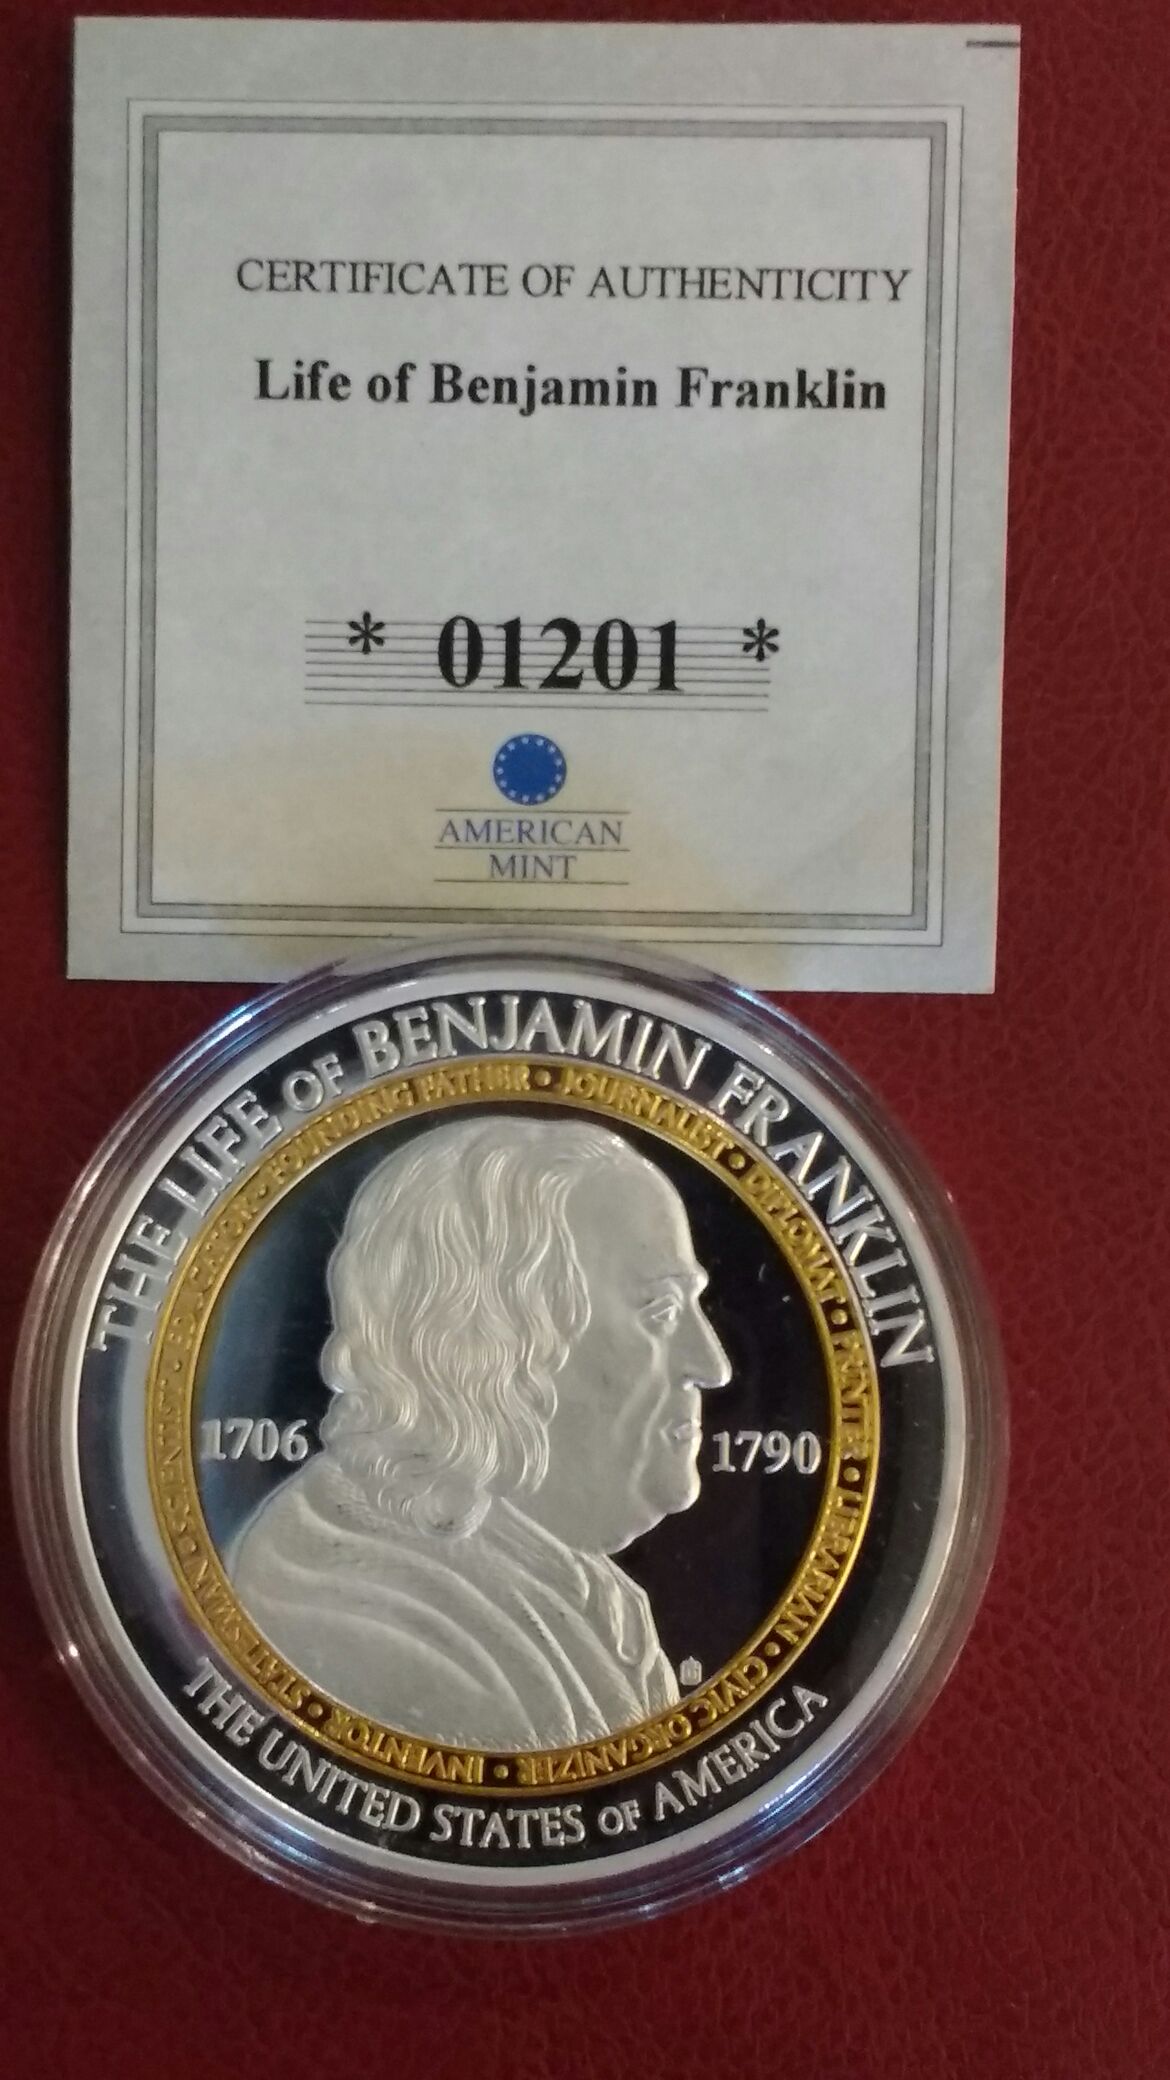 CERTIFICATE OF AUTHENTICITY
Life of Benjamin Franklin
* 01201 *
AMERICAN
MINT
THE LIFE OF BENJAMIN FRANKLIN
FOUNDING FATHER • JOURNALIST • DIPLOMAT • PRINTER • LIBRARIAN • CIVIC ORGANIZER • INVENTOR • STATESMAN • SCIENTIST • EDUCATOR •
1706
1790
THE UNITED STATES OF AMERICA